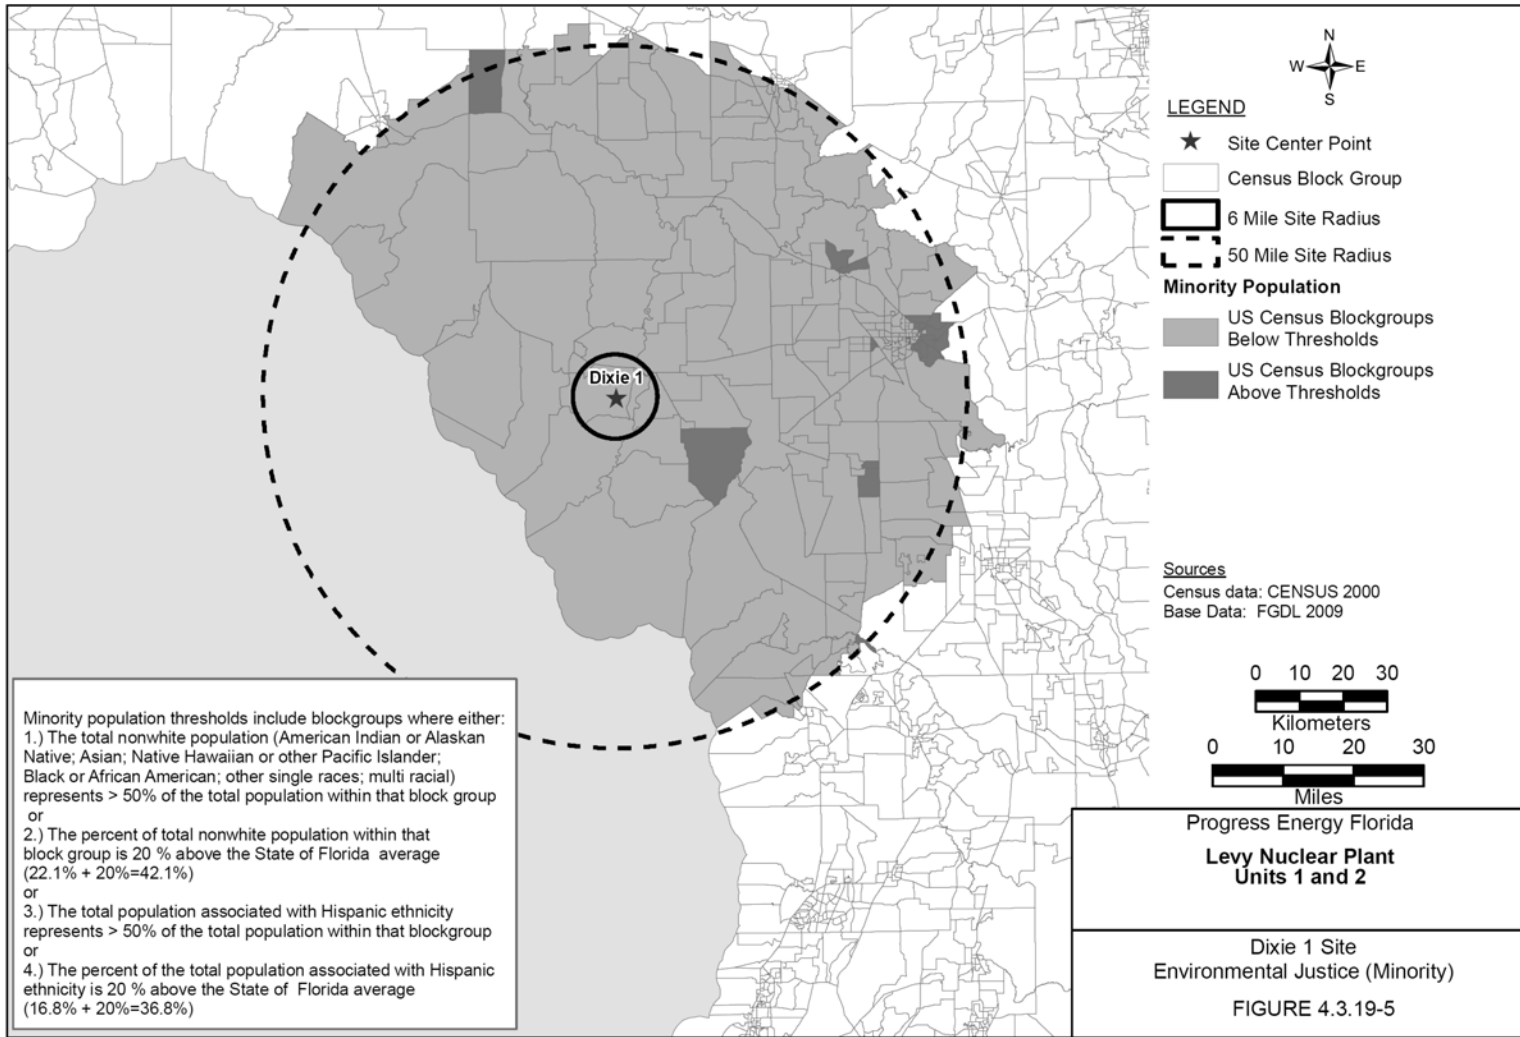 N
W E
S
LEGEND
Site Center Point
Census Block Group
6 Mile Site Radius
50 Mile Site Radius
Minority Population
US Census Blockgroups
Below Thresholds
US Census Blockgroups
Above Thresholds
Dixie 1
Sources
Census data: CENSUS 2000
Base Data: FGDL 2009
0 10 20 30
Kilometers
0 10 20 30
Miles
Minority population thresholds include blockgroups where either:
1.) The total nonwhite population (American Indian or Alaskan
Native; Asian; Native Hawaiian or other Pacific Islander;
Black or African American; other single races; multi racial)
represents > 50% of the total population within that block group
or
2.) The percent of total nonwhite population within that
block group is 20 % above the State of Florida average
(22.1% + 20%=42.1%)
or
3.) The total population associated with Hispanic ethnicity
represents > 50% of the total population within that blockgroup
or
4.) The percent of the total population associated with Hispanic
ethnicity is 20 % above the State of Florida average
(16.8% + 20%=36.8%)
Progress Energy Florida
Levy Nuclear Plant
Units 1 and 2
Dixie 1 Site
Environmental Justice (Minority)
FIGURE 4.3.19-5